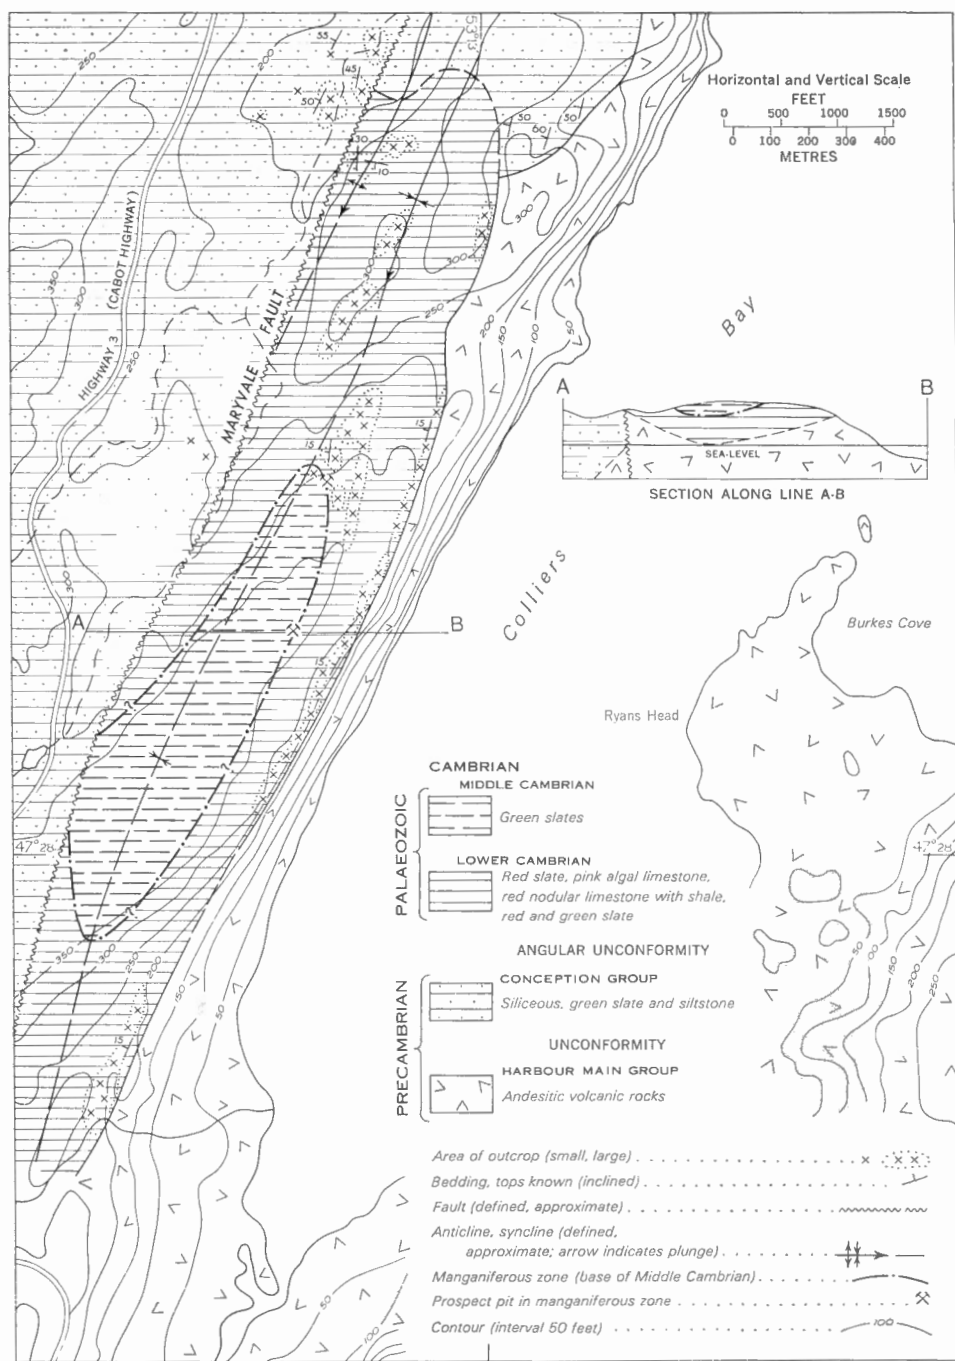 Horizontal and Vertical Scale
FEET
0 500 1000 1500
0 100 200 300 400
METRES
53°13'
HIGHWAY 3 (CABOT HIGHWAY)
MARYVALE FAULT
Colliers Bay
A B
SEA-LEVEL
SECTION ALONG LINE A-B
A B
Burkes Cove
Ryans Head
47°28'
47°28'
CAMBRIAN
MIDDLE CAMBRIAN
Green slates
PALAEOZOIC
LOWER CAMBRIAN
Red slate, pink algal limestone,
red nodular limestone with shale,
red and green slate
ANGULAR UNCONFORMITY
PRECAMBRIAN
CONCEPTION GROUP
Siliceous, green slate and siltstone
UNCONFORMITY
HARBOUR MAIN GROUP
Andesitic volcanic rocks
Area of outcrop (small, large)
Bedding, tops known (inclined)
Fault (defined, approximate)
Anticline, syncline (defined,
approximate; arrow indicates plunge)
Manganiferous zone (base of Middle Cambrian)
Prospect pit in manganiferous zone
Contour (interval 50 feet) 100